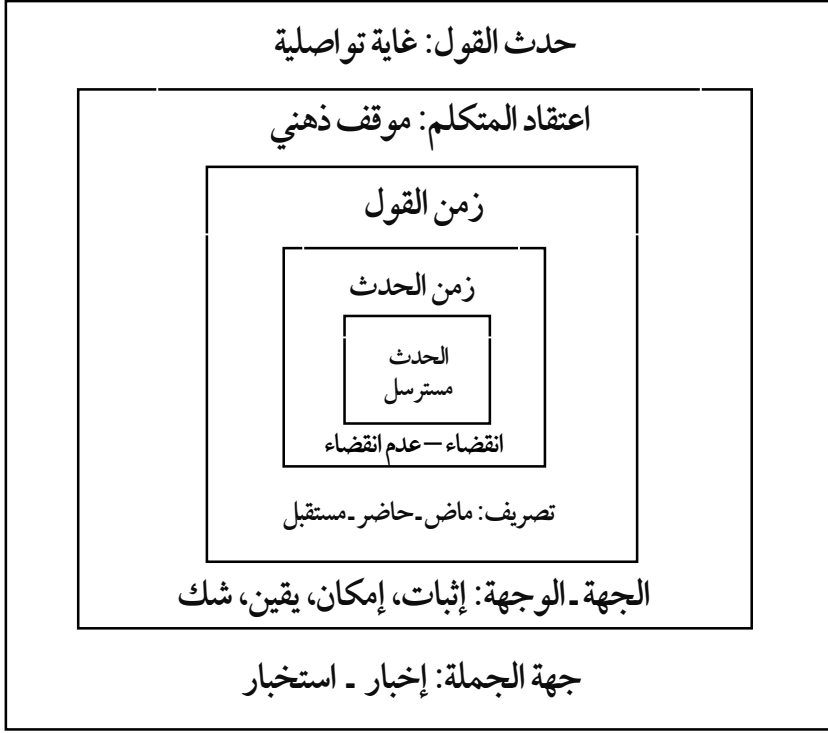 حدث القول: غاية تواصلية
اعتقاد المتكلم: موقف ذهني
زمن القول
زمن الحدث
الحدث
مسترسل
انقضاء – عدم انقضاء
تصريف: ماض ـ حاضر ـ مستقبل
الجهة ـ الوجهة: إثبات، إمكان، يقين، شك
جهة الجملة: إخبار ـ استخبار